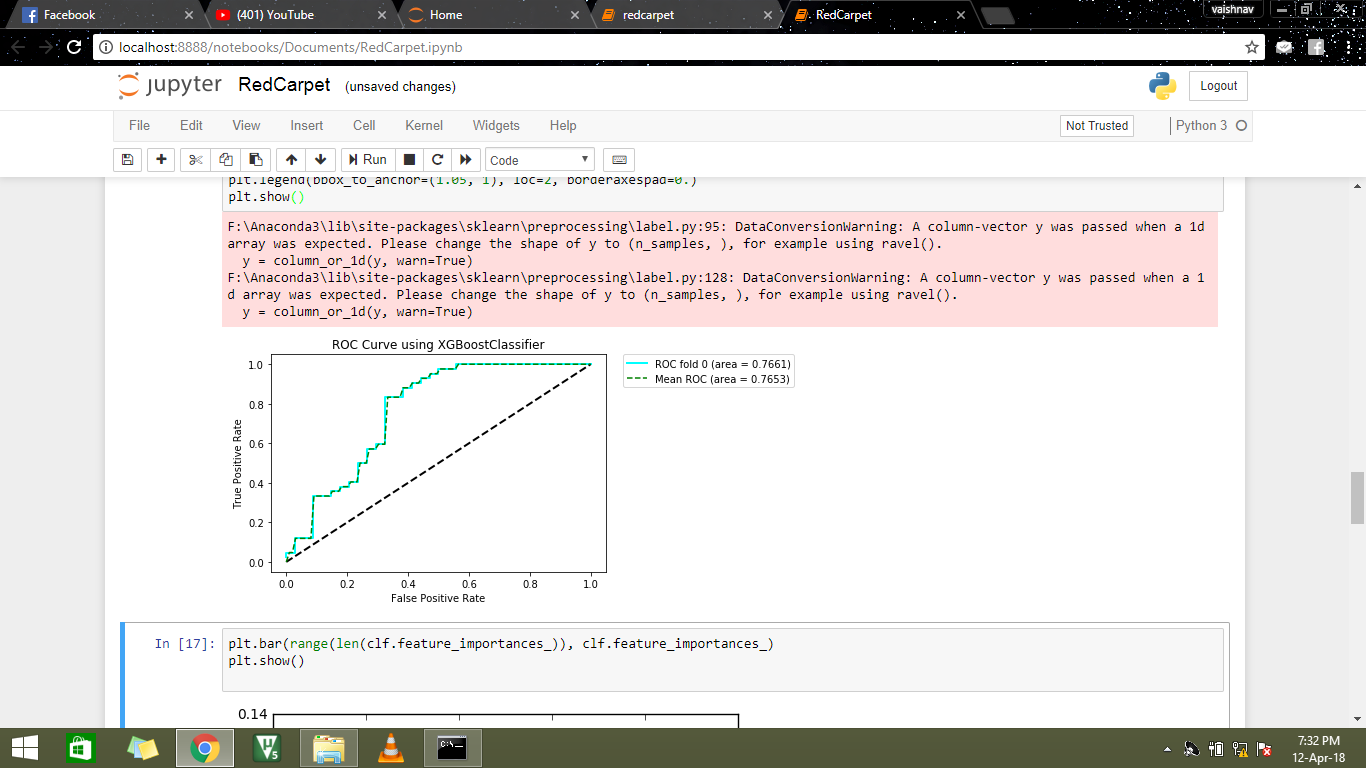 Facebook
(401) YouTube
Home
redcarpet
RedCarpet
vaishnav
localhost:8888/notebooks/Documents/RedCarpet.ipynb
jupyter RedCarpet (unsaved changes)
Logout
File Edit View Insert Cell Kernel Widgets Help
Not Trusted
Python 3
Run
Code
plt.legend(bbox_to_anchor=(1.05, 1), loc=2, borderaxespad=0.)
plt.show()
F:\Anaconda3\lib\site-packages\sklearn\preprocessing\label.py:95: DataConversionWarning: A column-vector y was passed when a 1d
array was expected. Please change the shape of y to (n_samples, ), for example using ravel().
y = column_or_1d(y, warn=True)
F:\Anaconda3\lib\site-packages\sklearn\preprocessing\label.py:128: DataConversionWarning: A column-vector y was passed when a 1
d array was expected. Please change the shape of y to (n_samples, ), for example using ravel().
y = column_or_1d(y, warn=True)
ROC Curve using XGBoostClassifier
1.0
0.8
0.6
0.4
0.2
0.0
True Positive Rate
0.0 0.2 0.4 0.6 0.8 1.0
False Positive Rate
ROC fold 0 (area = 0.7661)
Mean ROC (area = 0.7653)
In [17]:
plt.bar(range(len(clf.feature_importances_)), clf.feature_importances_)
plt.show()
0.14
7:32 PM
12-Apr-18